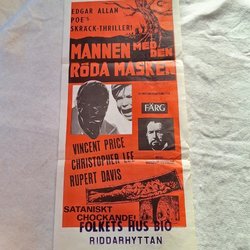 EDGAR ALLAN
POE'S
SKRÄCK-THRILLER!
MANNEN MED DEN
RÖDA MASKEN
FÄRG
VINCENT PRICE
CHRISTOPHER LEE
RUPERT DAVIS
SATANISKT
CHOCKANDE!
FOLKETS HUS BIO
RIDDARHYTTAN